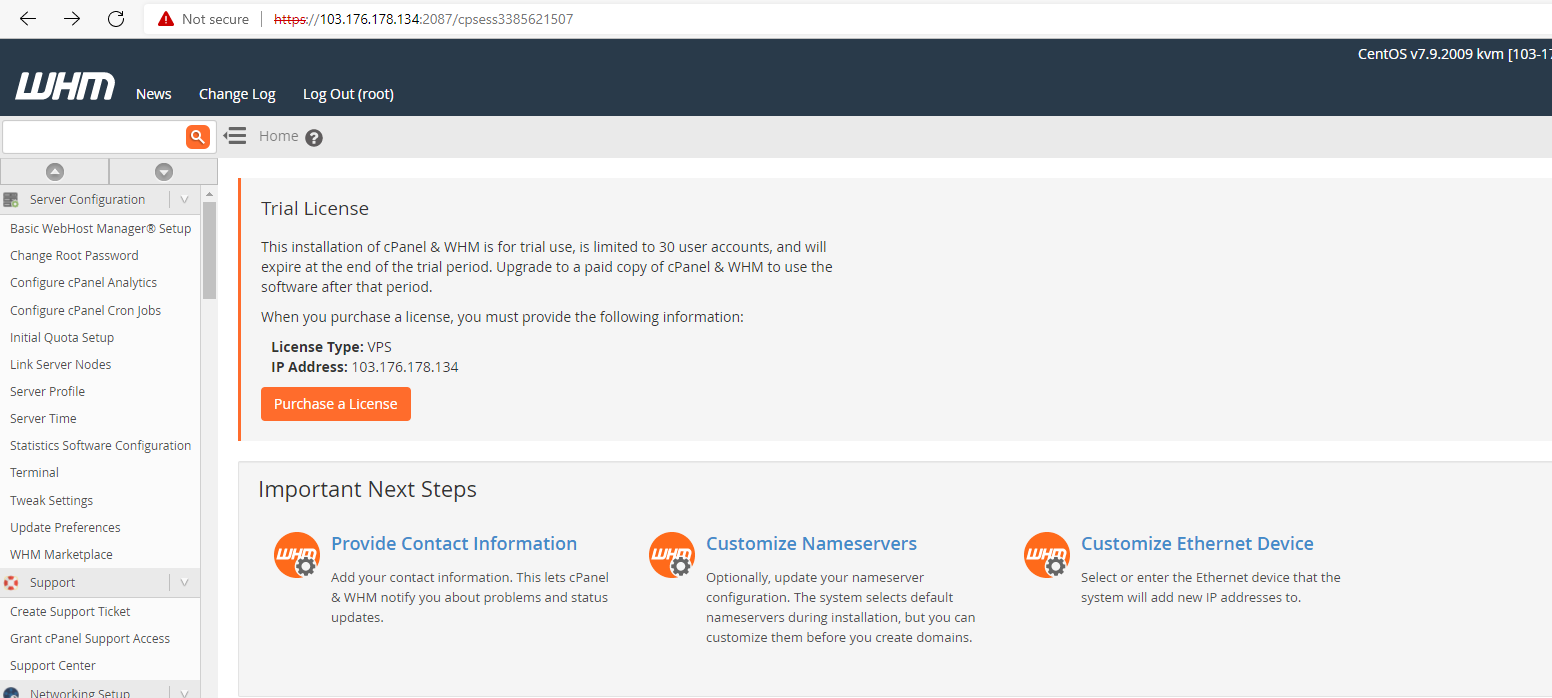 Not secure
https://103.176.178.134:2087/cpsess3385621507
CentOS v7.9.2009 kvm [103-17
WHM
News
Change Log
Log Out (root)
Home
Server Configuration
Basic WebHost Manager® Setup
Change Root Password
Configure cPanel Analytics
Configure cPanel Cron Jobs
Initial Quota Setup
Link Server Nodes
Server Profile
Server Time
Statistics Software Configuration
Terminal
Tweak Settings
Update Preferences
WHM Marketplace
Support
Create Support Ticket
Grant cPanel Support Access
Support Center
Networking Setup
Trial License
This installation of cPanel & WHM is for trial use, is limited to 30 user accounts, and will
expire at the end of the trial period. Upgrade to a paid copy of cPanel & WHM to use the
software after that period.
When you purchase a license, you must provide the following information:
License Type: VPS
IP Address: 103.176.178.134
Purchase a License
Important Next Steps
WHM
Provide Contact Information
Add your contact information. This lets cPanel
& WHM notify you about problems and status
updates.
WHM
Customize Nameservers
Optionally, update your nameserver
configuration. The system selects default
nameservers during installation, but you can
customize them before you create domains.
WHM
Customize Ethernet Device
Select or enter the Ethernet device that the
system will add new IP addresses to.